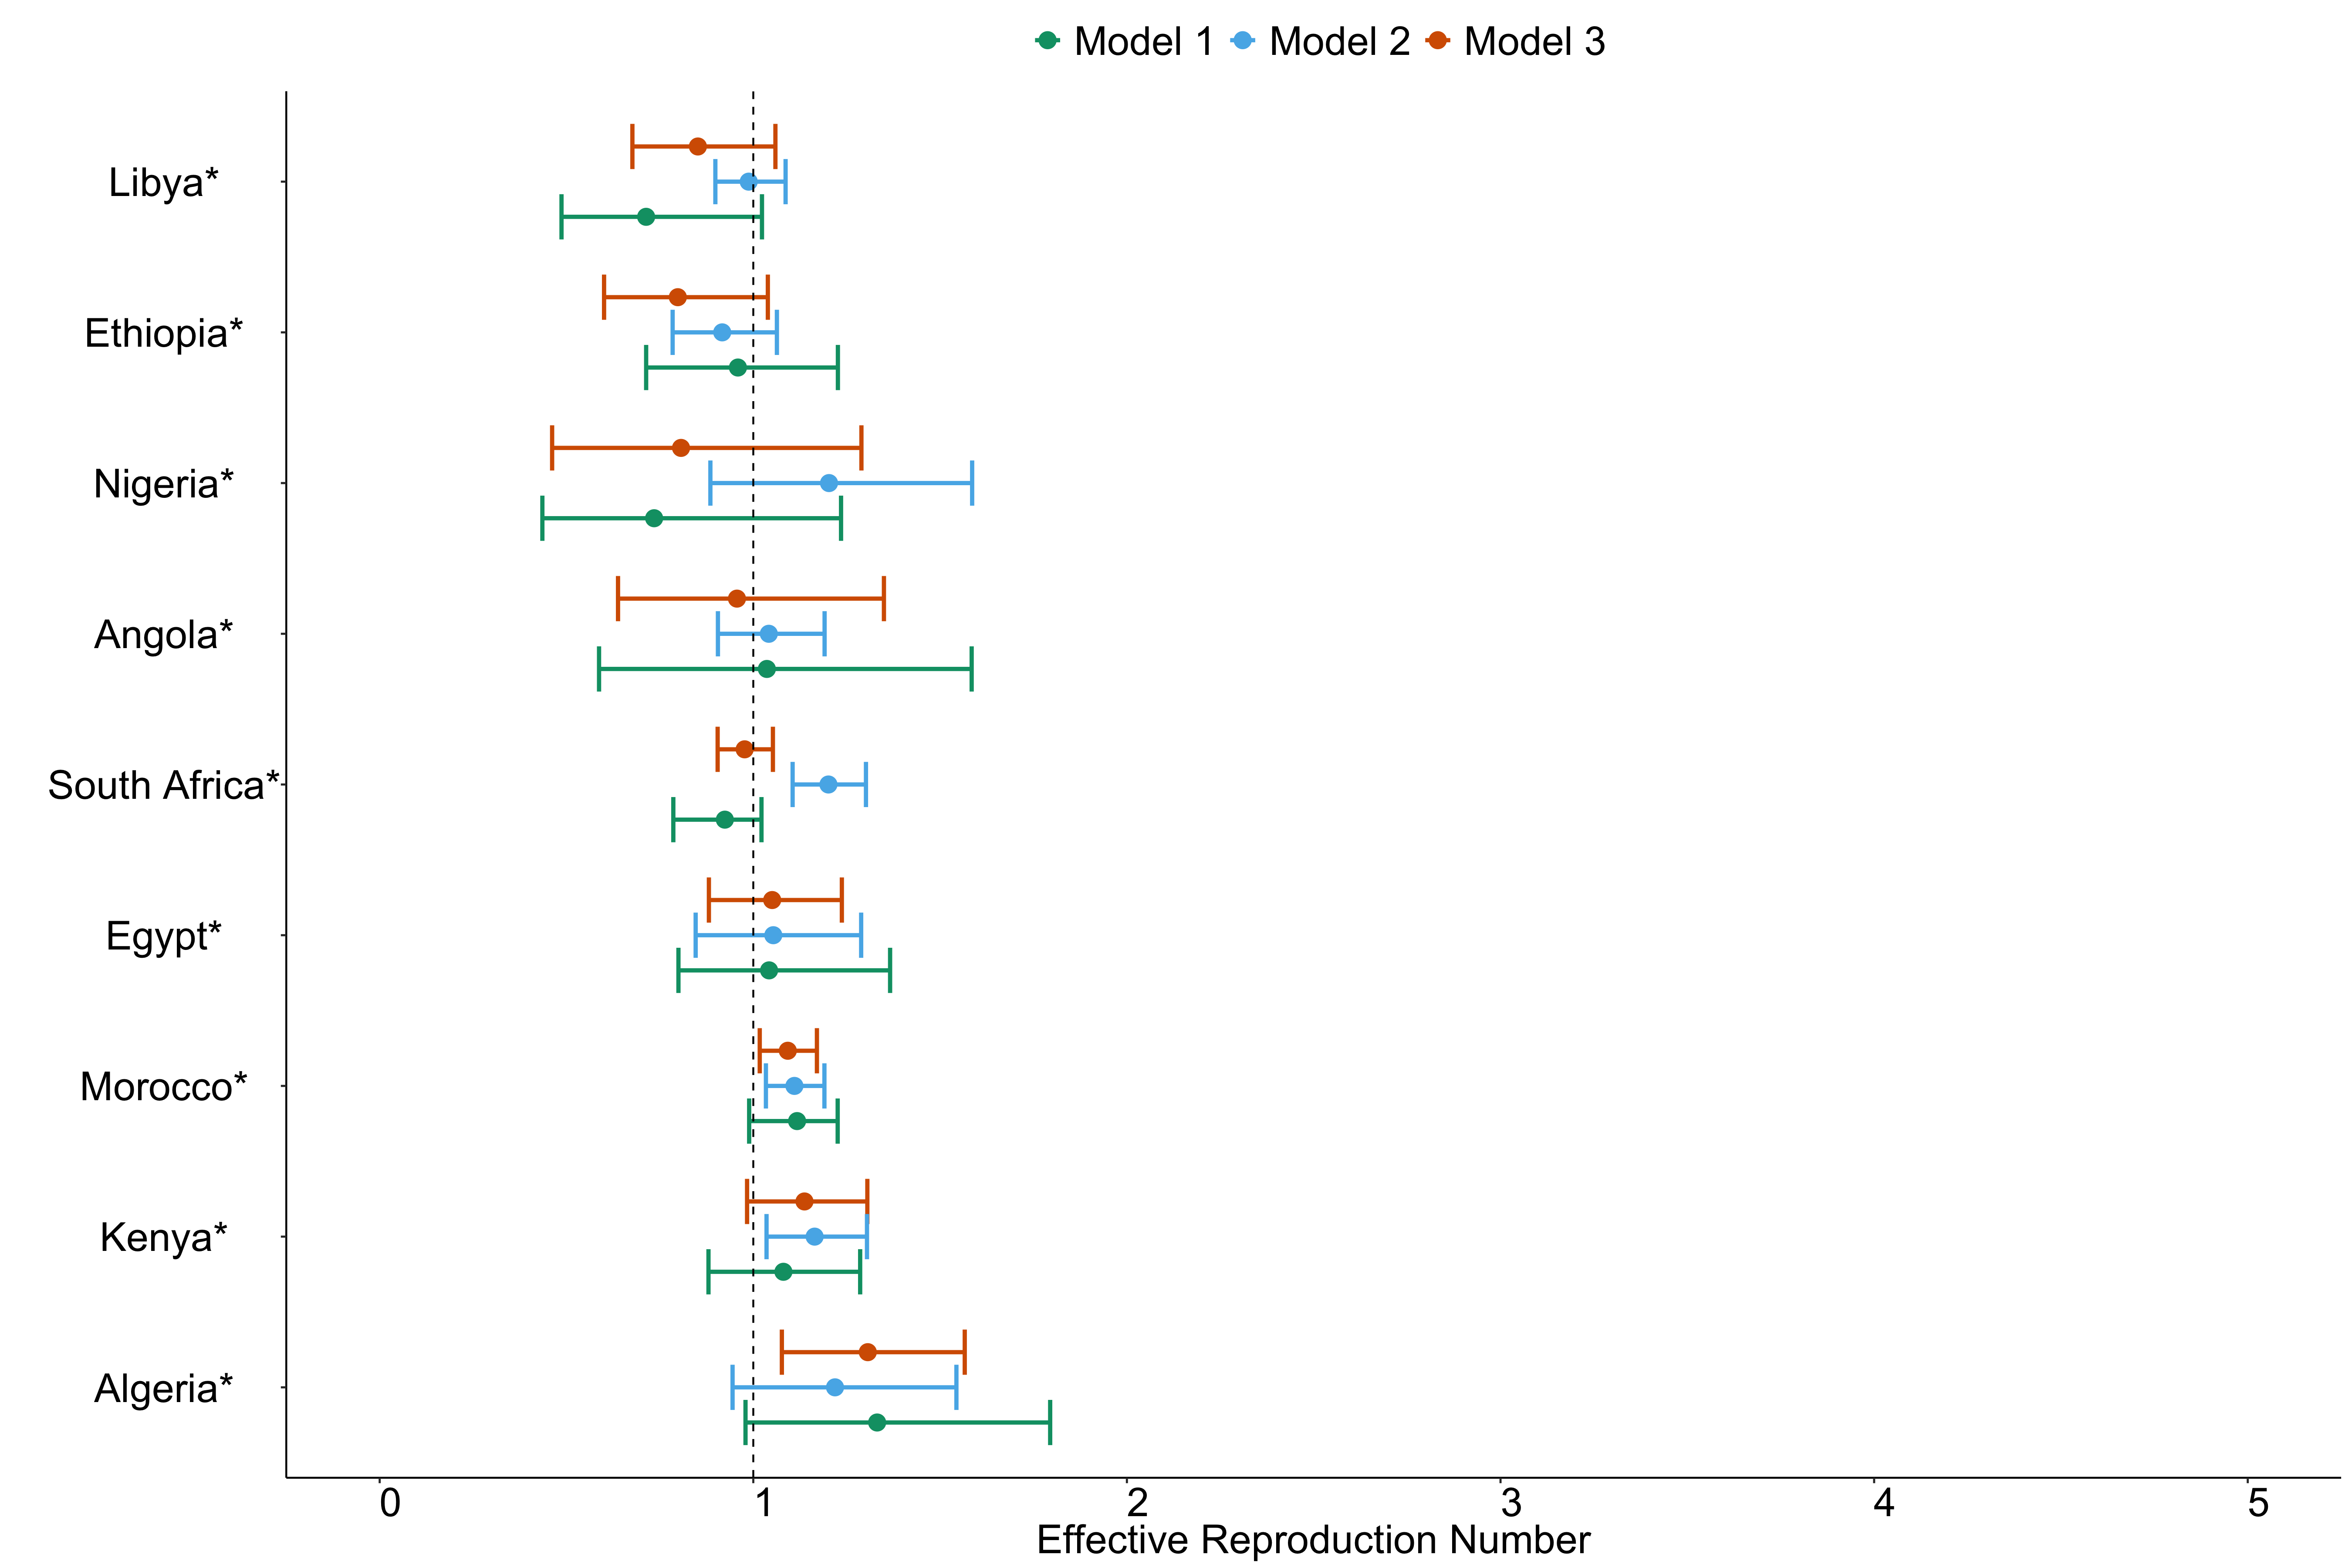 Model 1 Model 2 Model 3
Libya*
Ethiopia*
Nigeria*
Angola*
South Africa*
Egypt*
Morocco*
Kenya*
Algeria*
0 1 2 3 4 5
Effective Reproduction Number